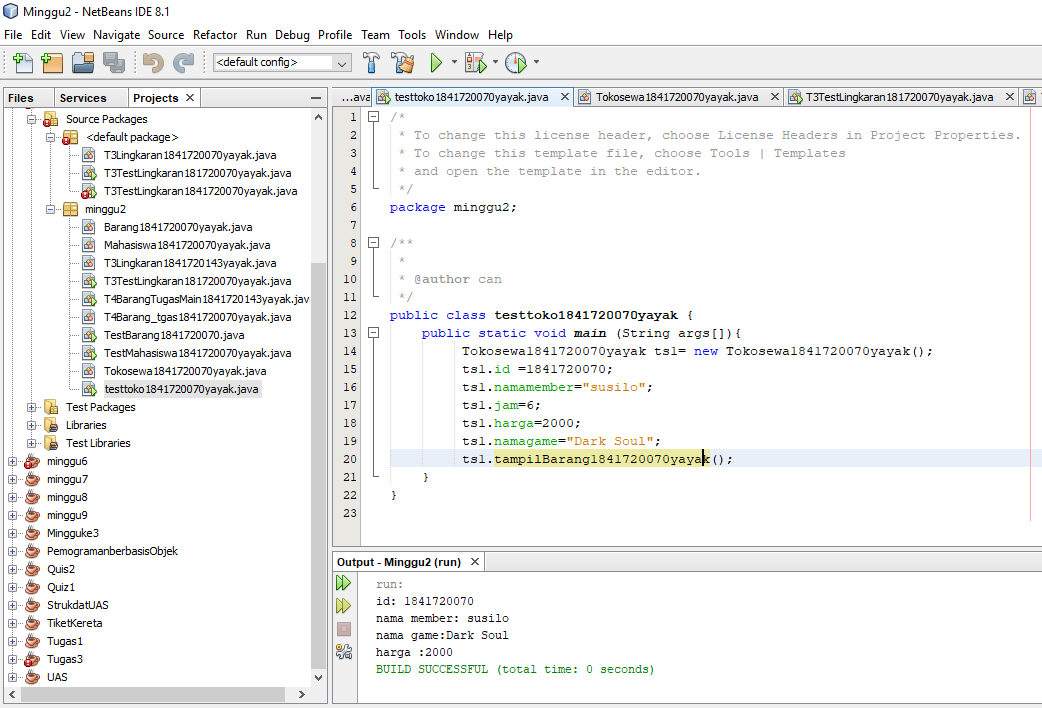 Minggu2 - NetBeans IDE 8.1
File Edit View Navigate Source Refactor Run Debug Profile Team Tools Window Help
<default config>
Files Services Projects
Source Packages
<default package>
T3Lingkaran1841720070yayak.java
T3TestLingkaran181720070yayak.java
T3TestLingkaran1841720070yayak.java
minggu2
Barang1841720070yayak.java
Mahasiswa1841720070yayak.java
T3Lingkaran1841720143yayak.java
T3TestLingkaran181720070yayak.java
T4BarangTugasMain1841720143yayak.jav
T4Barang_tgas1841720070yayak.java
TestBarang1841720070.java
TestMahasiswa1841720070yayak.java
Tokosewa1841720070yayak.java
testtoko1841720070yayak.java
Test Packages
Libraries
Test Libraries
minggu6
minggu7
minggu8
minggu9
Mingguke3
PemogramanberbasisObjek
Quis2
Quiz1
StrukdatUAS
TiketKereta
Tugas1
Tugas3
UAS
...ava testtoko1841720070yayak.java Tokosewa1841720070yayak.java T3TestLingkaran181720070yayak.java
1 /*
2 * To change this license header, choose License Headers in Project Properties.
3 * To change this template file, choose Tools | Templates
4 * and open the template in the editor.
5 */
6 package minggu2;
7
8 /**
9 *
10 * @author can
11 */
12 public class testtoko1841720070yayak {
13 public static void main (String args[]){
14 Tokosewa1841720070yayak ts1= new Tokosewa1841720070yayak();
15 ts1.id =1841720070;
16 ts1.namamember="susilo";
17 ts1.jam=6;
18 ts1.harga=2000;
19 ts1.namagame="Dark Soul";
20 ts1.tampilBarang1841720070yayak();
21 }
22 }
23
Output - Minggu2 (run)
run:
id: 1841720070
nama member: susilo
nama game:Dark Soul
harga :2000
BUILD SUCCESSFUL (total time: 0 seconds)